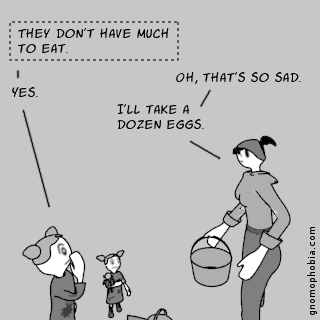 THEY DON'T HAVE MUCH
TO EAT.
YES.
OH, THAT'S SO SAD.
I'LL TAKE A
DOZEN EGGS.
gnomophobia.com